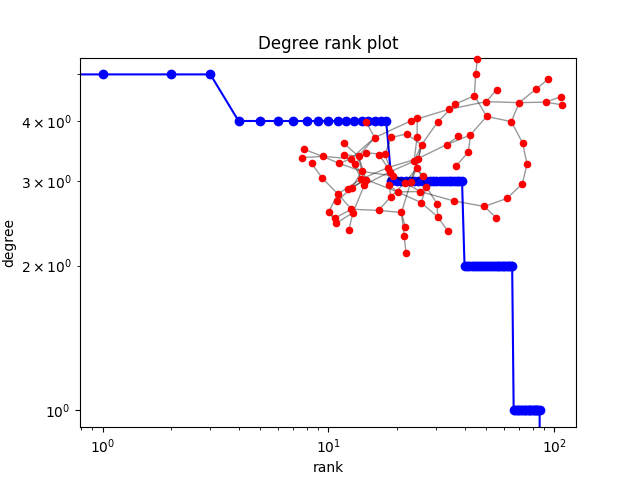 Degree rank plot
degree
4 × 10⁰
3 × 10⁰
2 × 10⁰
10⁰
10⁰
10¹
10²
rank